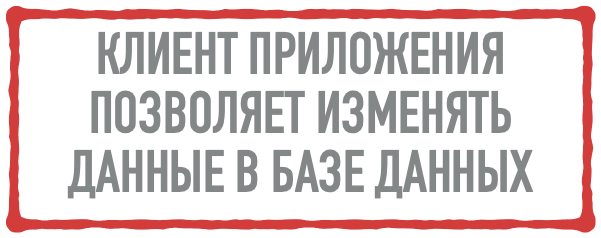 КЛИЕНТ ПРИЛОЖЕНИЯ
ПОЗВОЛЯЕТ ИЗМЕНЯТЬ
ДАННЫЕ В БАЗЕ ДАННЫХ